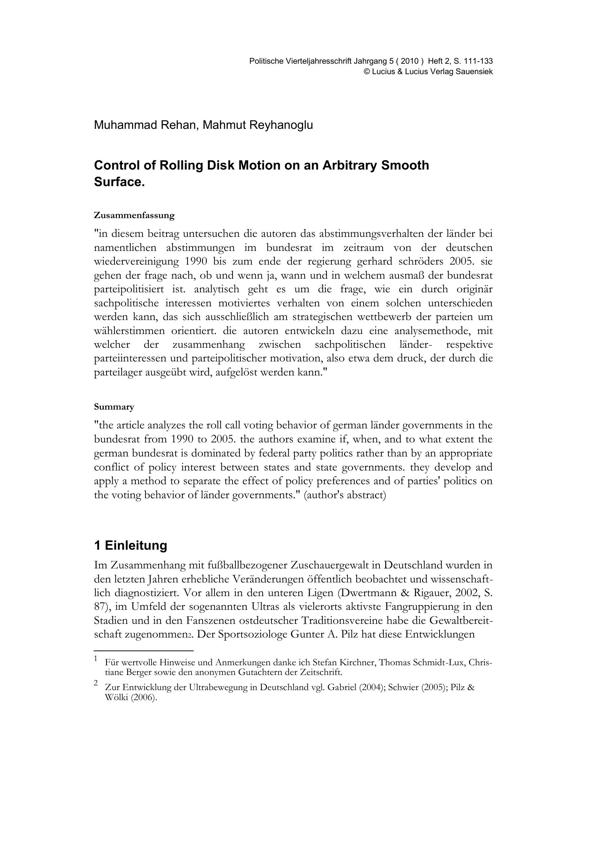 Politische Vierteljahresschrift Jahrgang 5 ( 2010 )  Heft 2, S. 111-133
© Lucius & Lucius Verlag Sauensiek
Muhammad Rehan, Mahmut Reyhanoglu
Control of Rolling Disk Motion on an Arbitrary Smooth
Surface.
Zusammenfassung
"in diesem beitrag untersuchen die autoren das abstimmungsverhalten der länder bei
namentlichen abstimmungen im bundesrat im zeitraum von der deutschen
wiedervereinigung 1990 bis zum ende der regierung gerhard schröders 2005. sie
gehen der frage nach, ob und wenn ja, wann und in welchem ausmaß der bundesrat
parteipolitisiert ist. analytisch geht es um die frage, wie ein durch originär
sachpolitische interessen motiviertes verhalten von einem solchen unterschieden
werden kann, das sich ausschließlich am strategischen wettbewerb der parteien um
wählerstimmen orientiert. die autoren entwickeln dazu eine analysemethode, mit
welcher der zusammenhang zwischen sachpolitischen länder- respektive
parteiinteressen und parteipolitischer motivation, also etwa dem druck, der durch die
parteilager ausgeübt wird, aufgelöst werden kann."
Summary
"the article analyzes the roll call voting behavior of german länder governments in the
bundesrat from 1990 to 2005. the authors examine if, when, and to what extent the
german bundesrat is dominated by federal party politics rather than by an appropriate
conflict of policy interest between states and state governments. they develop and
apply a method to separate the effect of policy preferences and of parties' politics on
the voting behavior of länder governments." (author's abstract)
1 Einleitung
Im Zusammenhang mit fußballbezogener Zuschauergewalt in Deutschland wurden in
den letzten Jahren erhebliche Veränderungen öffentlich beobachtet und wissenschaft-
lich diagnostiziert. Vor allem in den unteren Ligen (Dwertmann & Rigauer, 2002, S.
87), im Umfeld der sogenannten Ultras als vielerorts aktivste Fangruppierung in den
Stadien und in den Fanszenen ostdeutscher Traditionsvereine habe die Gewaltbereit-
schaft zugenommen2. Der Sportsoziologe Gunter A. Pilz hat diese Entwicklungen
1 Für wertvolle Hinweise und Anmerkungen danke ich Stefan Kirchner, Thomas Schmidt-Lux, Chris-
tiane Berger sowie den anonymen Gutachtern der Zeitschrift.
2 Zur Entwicklung der Ultrabewegung in Deutschland vgl. Gabriel (2004); Schwier (2005); Pilz &
Wölki (2006).